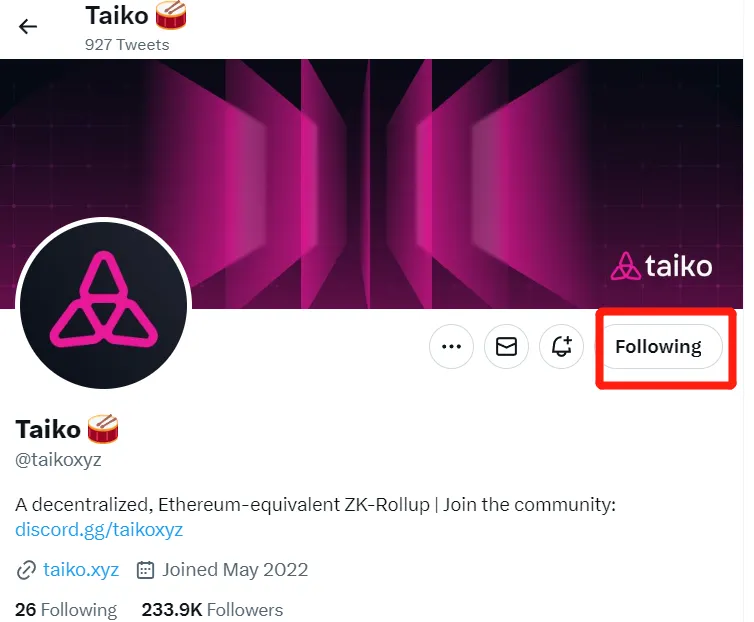 Taiko 🥁
927 Tweets
taiko
Following
Taiko 🥁
@taikoxyz
A decentralized, Ethereum-equivalent ZK-Rollup | Join the community:
discord.gg/taikoxyz
taiko.xyz Joined May 2022
26 Following 233.9K Followers